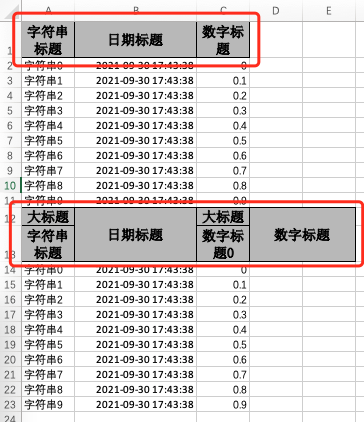 A B C D E
字符串
标题
日期标题
数字标
题
1
2 字符串0 2021-09-30 17:43:38 0
3 字符串1 2021-09-30 17:43:38 0.1
4 字符串2 2021-09-30 17:43:38 0.2
5 字符串3 2021-09-30 17:43:38 0.3
6 字符串4 2021-09-30 17:43:38 0.4
7 字符串5 2021-09-30 17:43:38 0.5
8 字符串6 2021-09-30 17:43:38 0.6
9 字符串7 2021-09-30 17:43:38 0.7
10 字符串8 2021-09-30 17:43:38 0.8
11 字符串9 2021-09-30 17:43:38 0.9
12 大标题 大标题
字符串
标题
日期标题
数字标
题0
数字标题
13
14 字符串0 2021-09-30 17:43:38 0
15 字符串1 2021-09-30 17:43:38 0.1
16 字符串2 2021-09-30 17:43:38 0.2
17 字符串3 2021-09-30 17:43:38 0.3
18 字符串4 2021-09-30 17:43:38 0.4
19 字符串5 2021-09-30 17:43:38 0.5
20 字符串6 2021-09-30 17:43:38 0.6
21 字符串7 2021-09-30 17:43:38 0.7
22 字符串8 2021-09-30 17:43:38 0.8
23 字符串9 2021-09-30 17:43:38 0.9
24